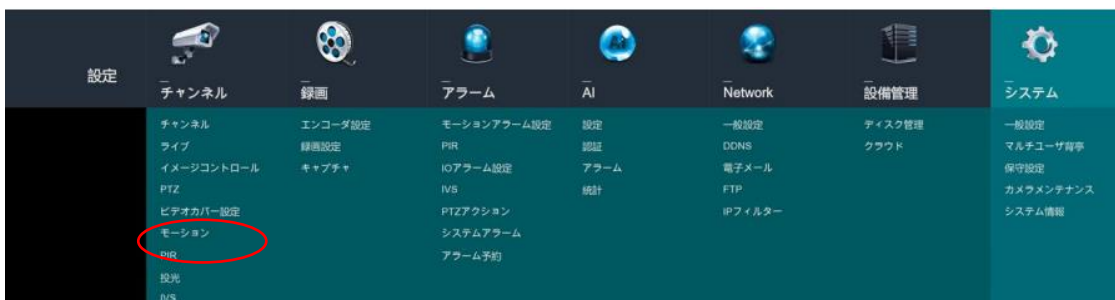 設定
チャンネル
録画
アラーム
AI
Network
設備管理
システム
チャンネル
ライブ
イメージコントロール
PTZ
ビデオカバー設定
モーション
PIR
投光
IVS
エンコーダ設定
録画設定
キャプチャ
モーションアラーム設定
PIR
IOアラーム設定
IVS
PTZアクション
システムアラーム
アラーム予約
設定
認証
アラーム
統計
一般設定
DDNS
電子メール
FTP
IPフィルター
ディスク管理
クラウド
一般設定
マルチユーザ背亭
保守設定
カメラメンテナンス
システム情報